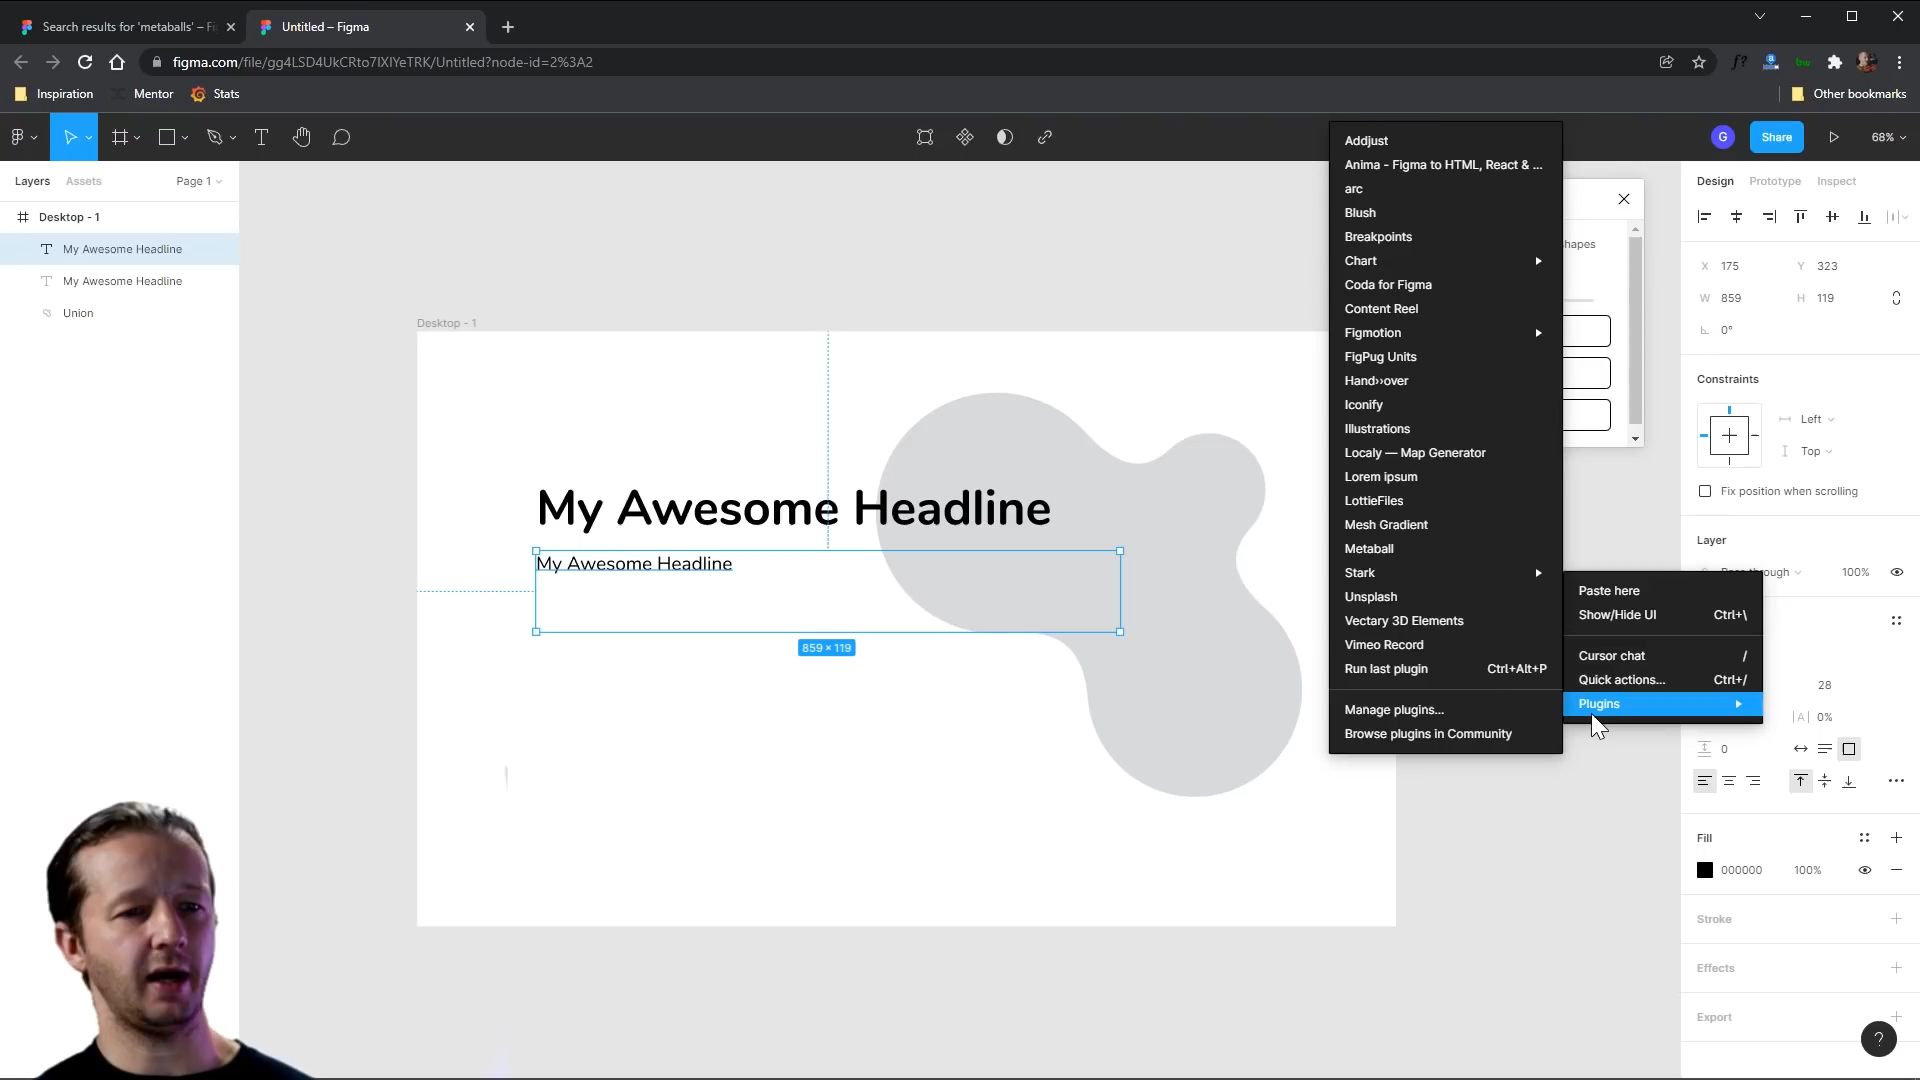 Search results for 'metaballs' – Fi
Untitled – Figma
figma.com/file/gg4LSD4UkCRto7IXIYeTRK/Untitled?node-id=2%3A2
Inspiration
Mentor
Stats
Other bookmarks
G
Share
68%
Layers
Assets
Page 1
Desktop - 1
My Awesome Headline
My Awesome Headline
Union
Desktop - 1
My Awesome Headline
My Awesome Headline
859 × 119
Addjust
Anima - Figma to HTML, React & ...
arc
Blush
Breakpoints
Chart
Coda for Figma
Content Reel
Figmotion
FigPug Units
Hand››over
Iconify
Illustrations
Localy — Map Generator
Lorem ipsum
LottieFiles
Mesh Gradient
Metaball
Stark
Unsplash
Vectary 3D Elements
Vimeo Record
Run last plugin Ctrl+Alt+P
Manage plugins...
Browse plugins in Community
hapes
Paste here
Show/Hide UI Ctrl+\
Cursor chat /
Quick actions... Ctrl+/
Plugins
Design
Prototype
Inspect
X 175 Y 323
W 859 H 119
0°
Constraints
Left
Top
Fix position when scrolling
Layer
Pass through 100%
28
|A| 0%
0
Fill
000000 100%
Stroke
Effects
Export
?